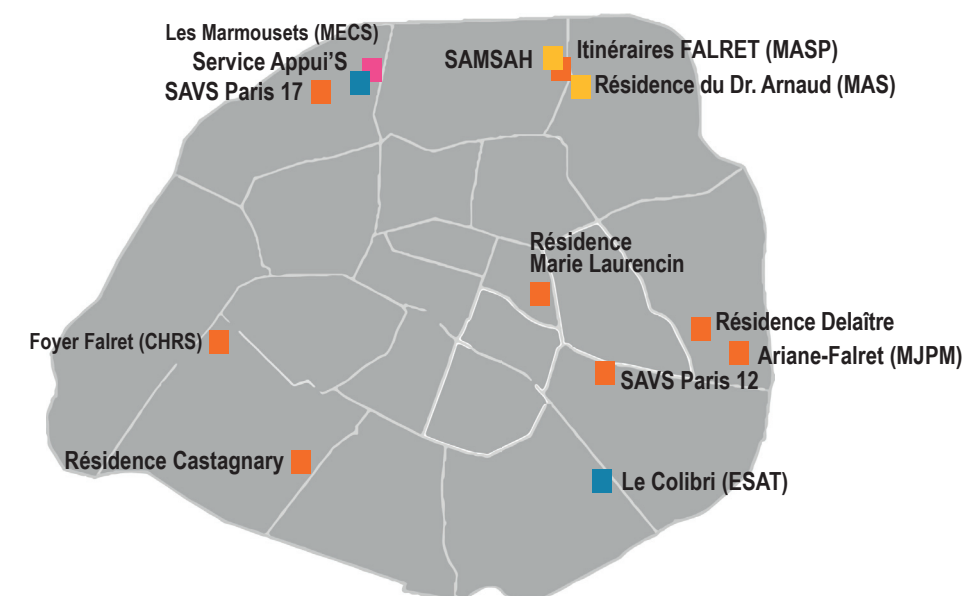 Les Marmousets (MECS)
Service Appui'S
SAVS Paris 17
SAMSAH
Itinéraires FALRET (MASP)
Résidence du Dr. Arnaud (MAS)
Résidence
Marie Laurencin
Résidence Delaître
Foyer Falret (CHRS)
Ariane-Falret (MJPM)
SAVS Paris 12
Résidence Castagnary
Le Colibri (ESAT)